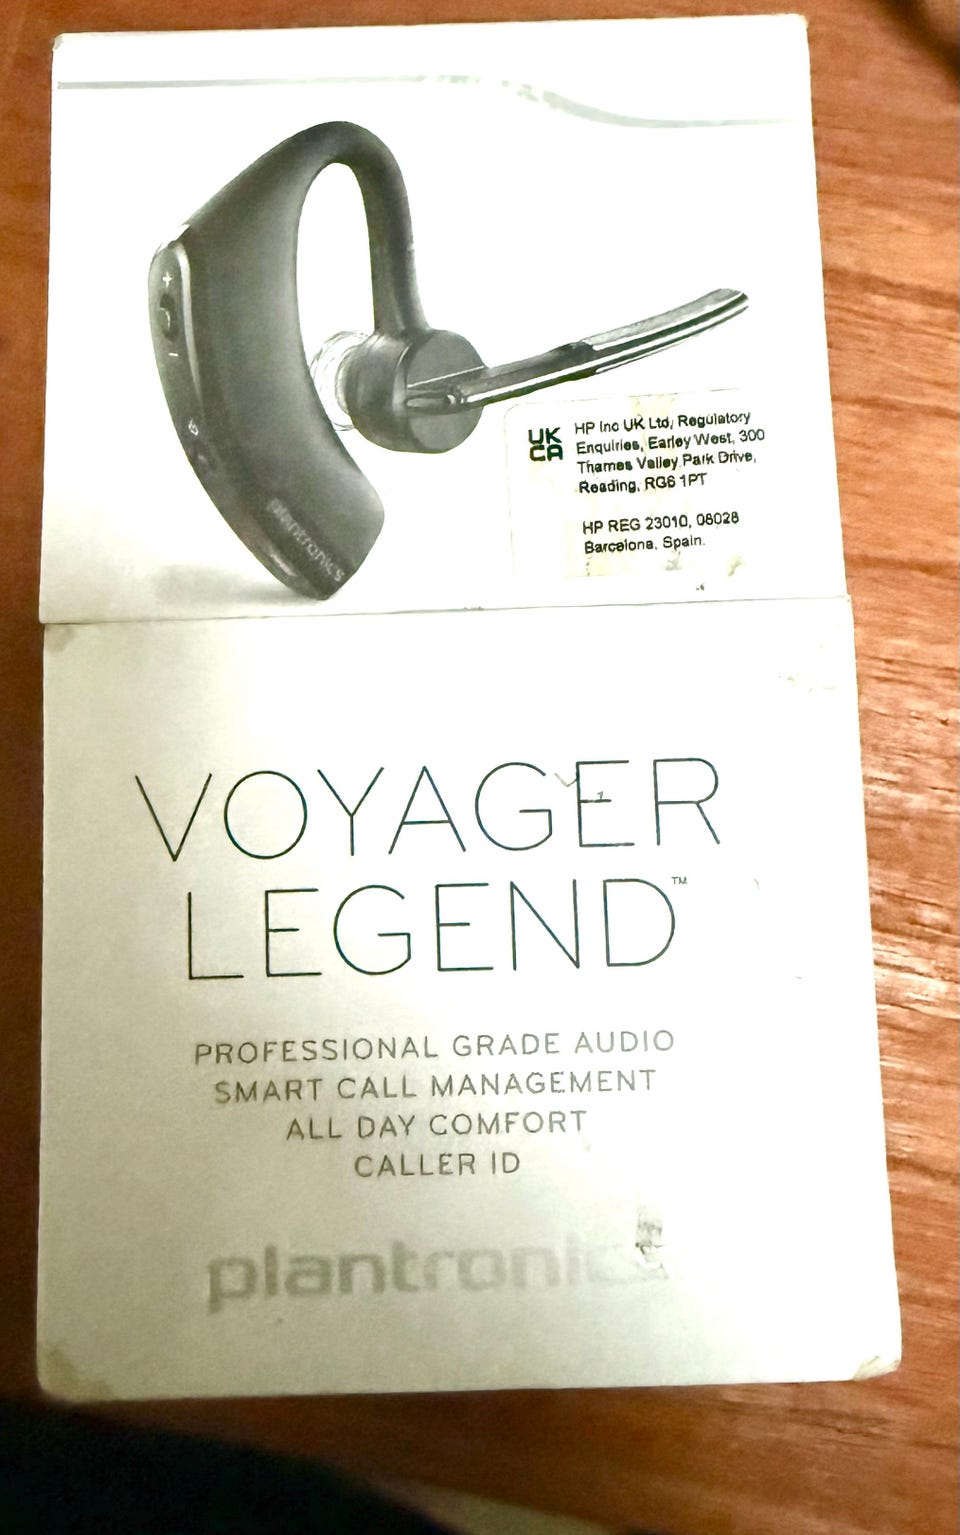 +
-
plantronics
UK
CA
HP Inc UK Ltd, Regulatory
Enquiries, Earley West, 300
Thames Valley Park Drive,
Reading, RG6 1PT
HP REG 23010, 08028
Barcelona, Spain.
VOYAGER
LEGEND™
PROFESSIONAL GRADE AUDIO
SMART CALL MANAGEMENT
ALL DAY COMFORT
CALLER ID
plantronic